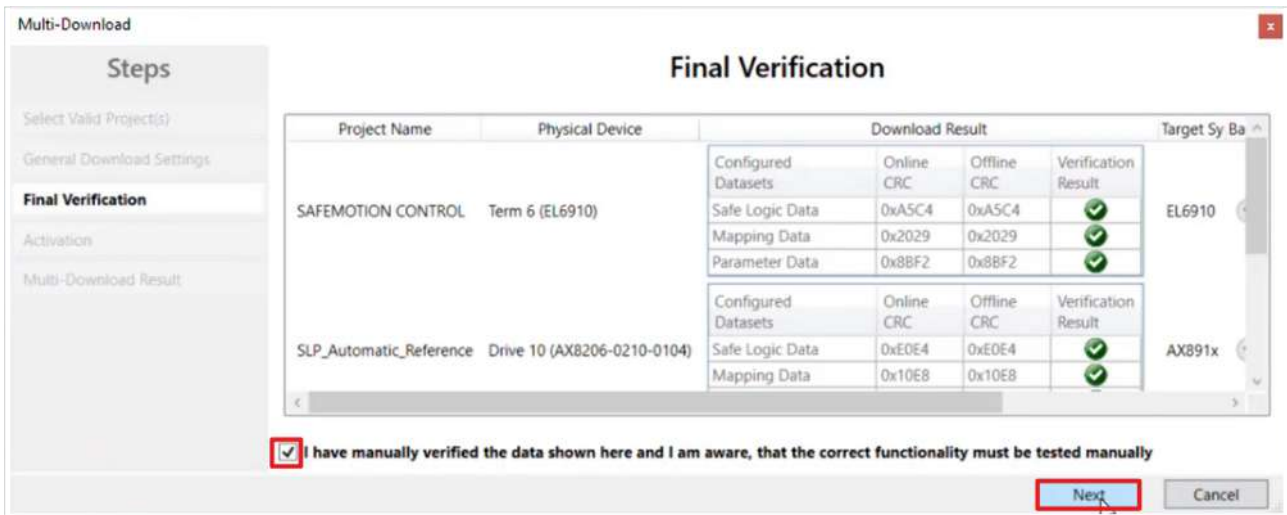 Multi-Download
x
Steps
Select Valid Project(s)
General Download Settings
Final Verification
Activation
Multi-Download Result
Final Verification
Project Name Physical Device Download Result Target Sy Ba
SAFEMOTION CONTROL Term 6 (EL6910) EL6910
Configured Datasets Online CRC Offline CRC Verification Result
Safe Logic Data 0xA5C4 0xA5C4
Mapping Data 0x2029 0x2029
Parameter Data 0x8BF2 0x8BF2
SLP_Automatic_Reference Drive 10 (AX8206-0210-0104) AX891x
Configured Datasets Online CRC Offline CRC Verification Result
Safe Logic Data 0xE0E4 0xE0E4
Mapping Data 0x10E8 0x10E8
I have manually verified the data shown here and I am aware, that the correct functionality must be tested manually
Next Cancel